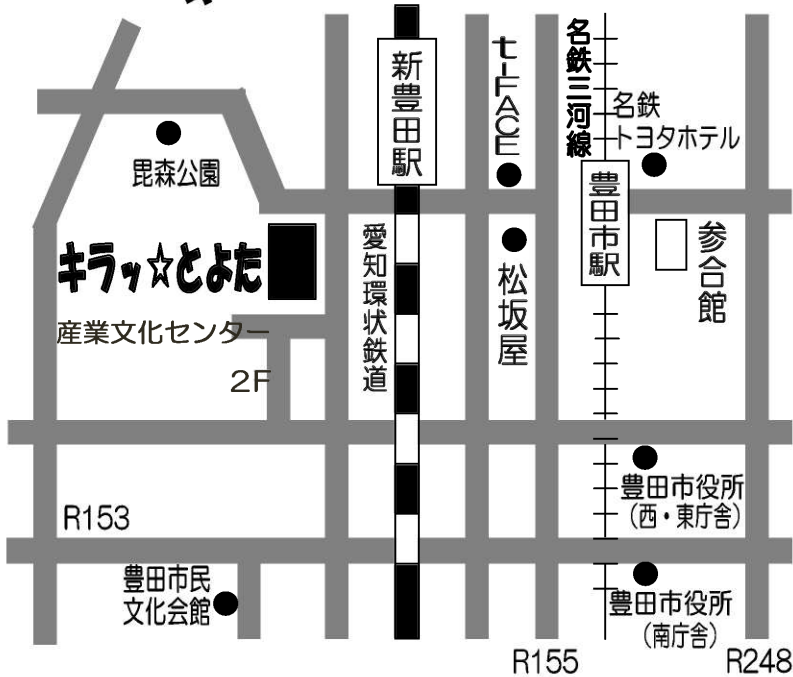 新豊田駅
t-FACE
名鉄三河線
名鉄
トヨタホテル
毘森公園
豊田市駅
参合館
キラッ☆とよた
愛知環状鉄道
松坂屋
産業文化センター
2F
豊田市役所
(西・東庁舎)
R153
豊田市民
文化会館
豊田市役所
(南庁舎)
R155
R248